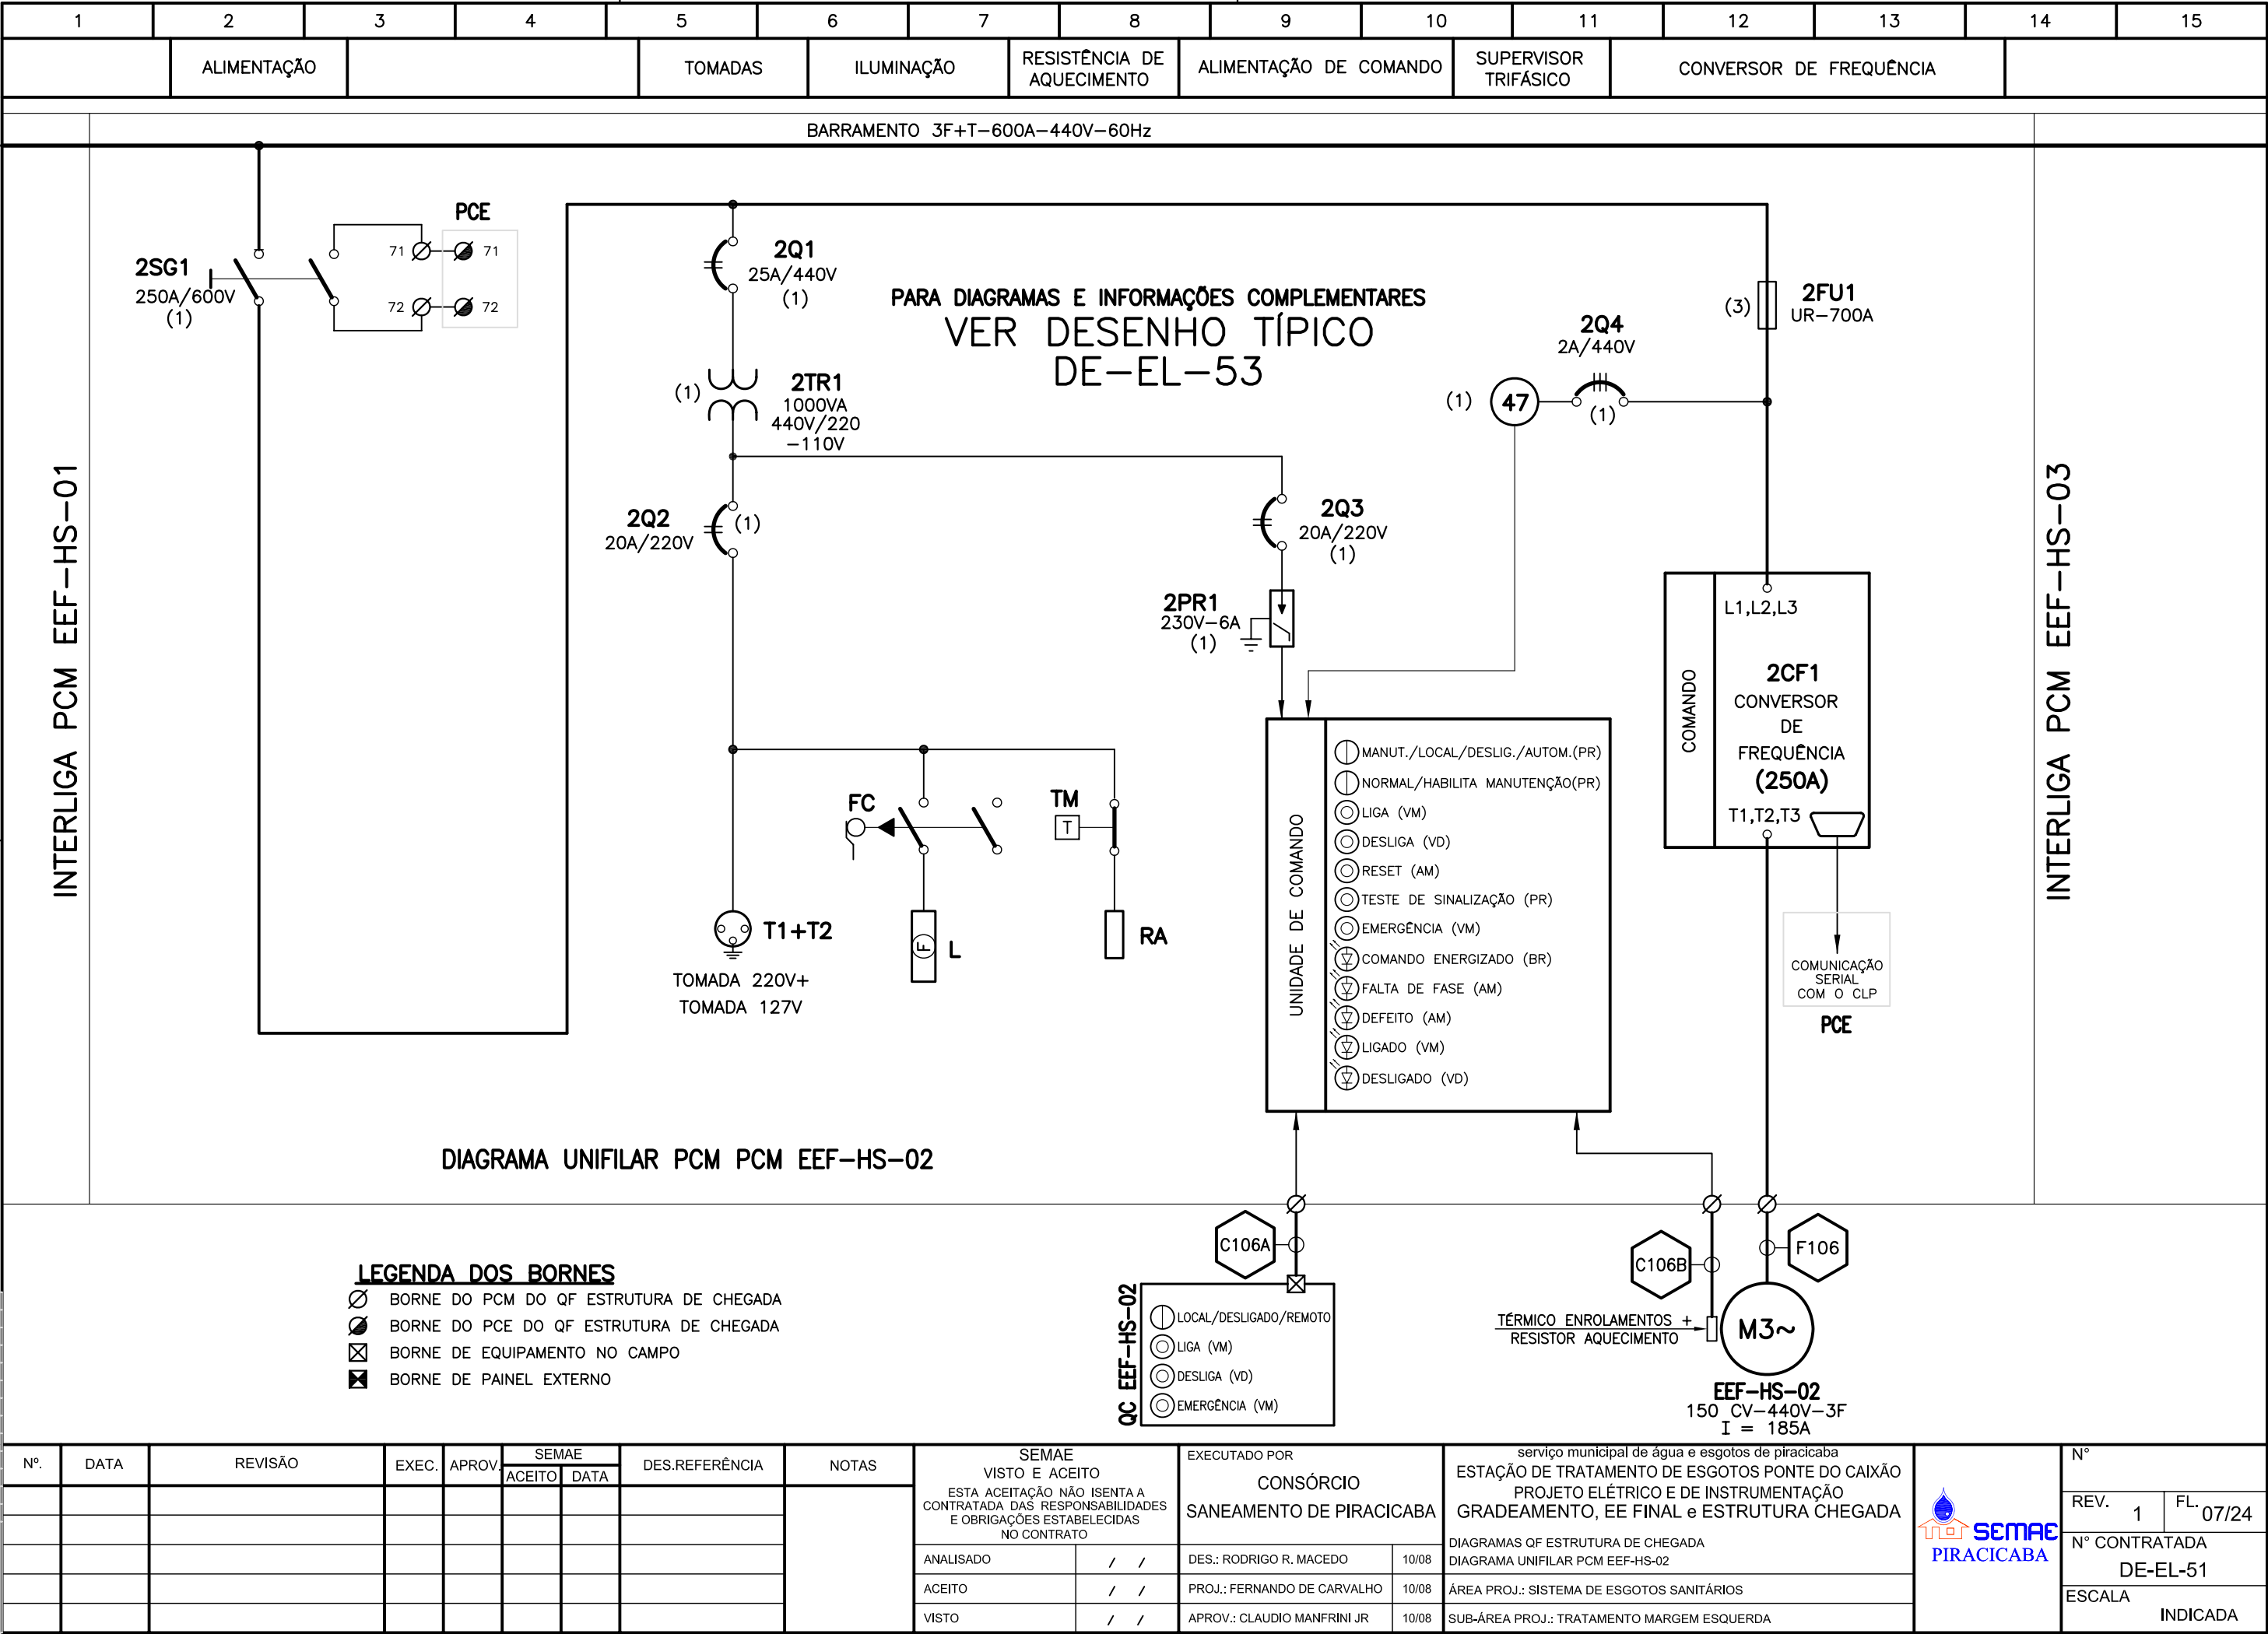 1 2 3 4 5 6 7 8 9 10 11 12 13 14 15
ALIMENTAÇÃO
TOMADAS
ILUMINAÇÃO
RESISTÊNCIA DE
AQUECIMENTO
ALIMENTAÇÃO DE COMANDO
SUPERVISOR
TRIFÁSICO
CONVERSOR DE FREQUÊNCIA
BARRAMENTO 3F+T-600A-440V-60Hz
INTERLIGA PCM EEF-HS-01
2SG1
250A/600V
(1)
PCE
71 71
72 72
2Q1
25A/440V
(1)
PARA DIAGRAMAS E INFORMAÇÕES COMPLEMENTARES
VER DESENHO TÍPICO
DE-EL-53
(1)
2TR1
1000VA
440V/220
-110V
2Q2
20A/220V
(1)
2Q3
20A/220V
(1)
2PR1
230V-6A
(1)
(1)
47
2Q4
2A/440V
(1)
(3)
2FU1
UR-700A
INTERLIGA PCM EEF-HS-03
COMANDO
L1,L2,L3
2CF1
CONVERSOR
DE
FREQUÊNCIA
(250A)
T1,T2,T3
COMUNICAÇÃO
SERIAL
COM O CLP
PCE
FC
TM
T
T1+T2
TOMADA 220V+
TOMADA 127V
F
L
RA
UNIDADE DE COMANDO
MANUT./LOCAL/DESLIG./AUTOM.(PR)
NORMAL/HABILITA MANUTENÇÃO(PR)
LIGA (VM)
DESLIGA (VD)
RESET (AM)
TESTE DE SINALIZAÇÃO (PR)
EMERGÊNCIA (VM)
COMANDO ENERGIZADO (BR)
FALTA DE FASE (AM)
DEFEITO (AM)
LIGADO (VM)
DESLIGADO (VD)
DIAGRAMA UNIFILAR PCM PCM EEF-HS-02
LEGENDA DOS BORNES
BORNE DO PCM DO QF ESTRUTURA DE CHEGADA
BORNE DO PCE DO QF ESTRUTURA DE CHEGADA
BORNE DE EQUIPAMENTO NO CAMPO
BORNE DE PAINEL EXTERNO
C106A
QC EEF-HS-02
LOCAL/DESLIGADO/REMOTO
LIGA (VM)
DESLIGA (VD)
EMERGÊNCIA (VM)
C106B
F106
TÉRMICO ENROLAMENTOS +
RESISTOR AQUECIMENTO
M3~
EEF-HS-02
150 CV-440V-3F
I = 185A
Nº.
DATA
REVISÃO
EXEC.
APROV.
SEMAE
ACEITO
DATA
DES.REFERÊNCIA
NOTAS
SEMAE
VISTO E ACEITO
ESTA ACEITAÇÃO NÃO ISENTA A
CONTRATADA DAS RESPONSABILIDADES
E OBRIGAÇÕES ESTABELECIDAS
NO CONTRATO
ANALISADO / /
ACEITO / /
VISTO / /
EXECUTADO POR
CONSÓRCIO
SANEAMENTO DE PIRACICABA
DES.: RODRIGO R. MACEDO 10/08
PROJ.: FERNANDO DE CARVALHO 10/08
APROV.: CLAUDIO MANFRINI JR 10/08
serviço municipal de água e esgotos de piracicaba
ESTAÇÃO DE TRATAMENTO DE ESGOTOS PONTE DO CAIXÃO
PROJETO ELÉTRICO E DE INSTRUMENTAÇÃO
GRADEAMENTO, EE FINAL e ESTRUTURA CHEGADA
DIAGRAMAS QF ESTRUTURA DE CHEGADA
DIAGRAMA UNIFILAR PCM EEF-HS-02
ÁREA PROJ.: SISTEMA DE ESGOTOS SANITÁRIOS
SUB-ÁREA PROJ.: TRATAMENTO MARGEM ESQUERDA
SEMAE
PIRACICABA
N°
REV. 1
FL. 07/24
N° CONTRATADA
DE-EL-51
ESCALA
INDICADA